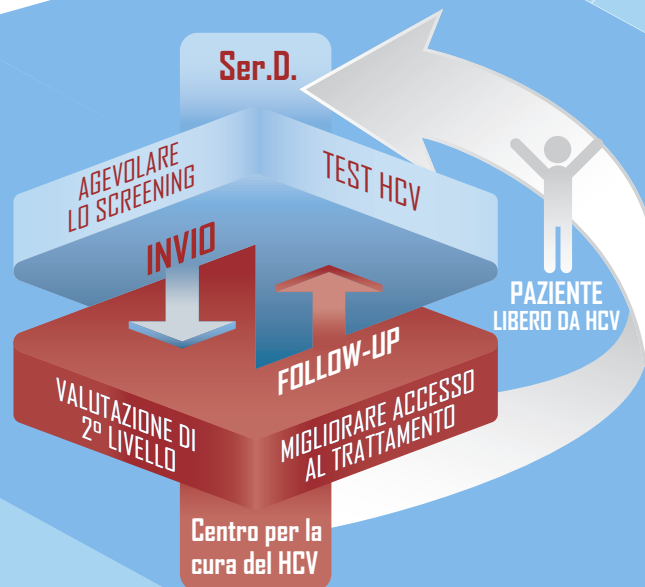 Ser.D.
AGEVOLARE
LO SCREENING
TEST HCV
INVIO
PAZIENTE
LIBERO DA HCV
FOLLOW-UP
VALUTAZIONE DI
2º LIVELLO
MIGLIORARE ACCESSO
AL TRATTAMENTO
Centro per la
cura del HCV